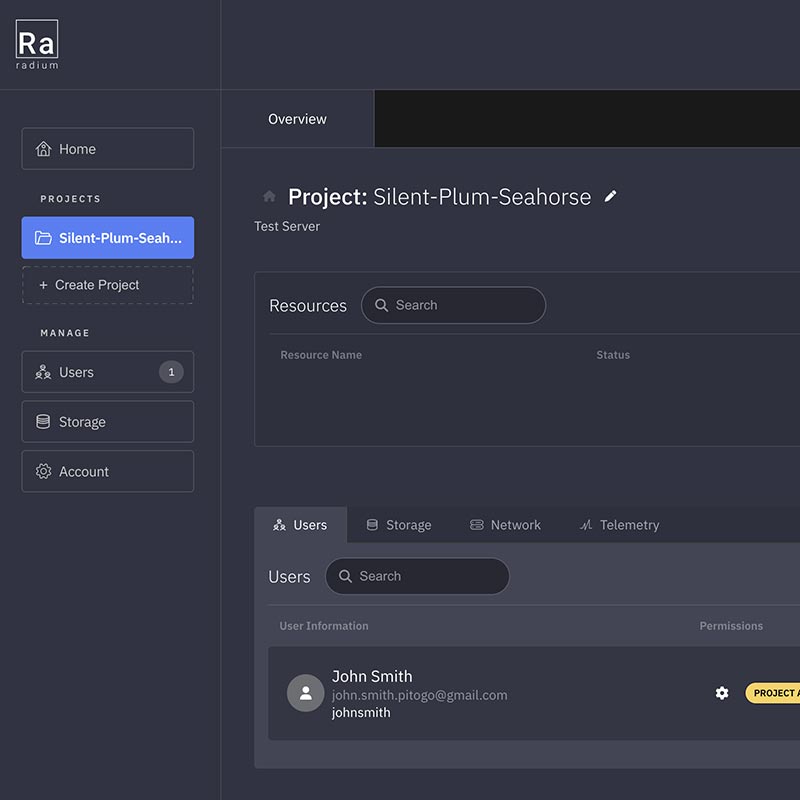 Ra
radium
Home
PROJECTS
Silent-Plum-Seah...
+ Create Project
MANAGE
Users 1
Storage
Account
Overview
Project: Silent-Plum-Seahorse
Test Server
Resources Search
Resource Name Status
Users Storage Network Telemetry
Users Search
User Information Permissions
John Smith
john.smith.pitogo@gmail.com
johnsmith
PROJECT A